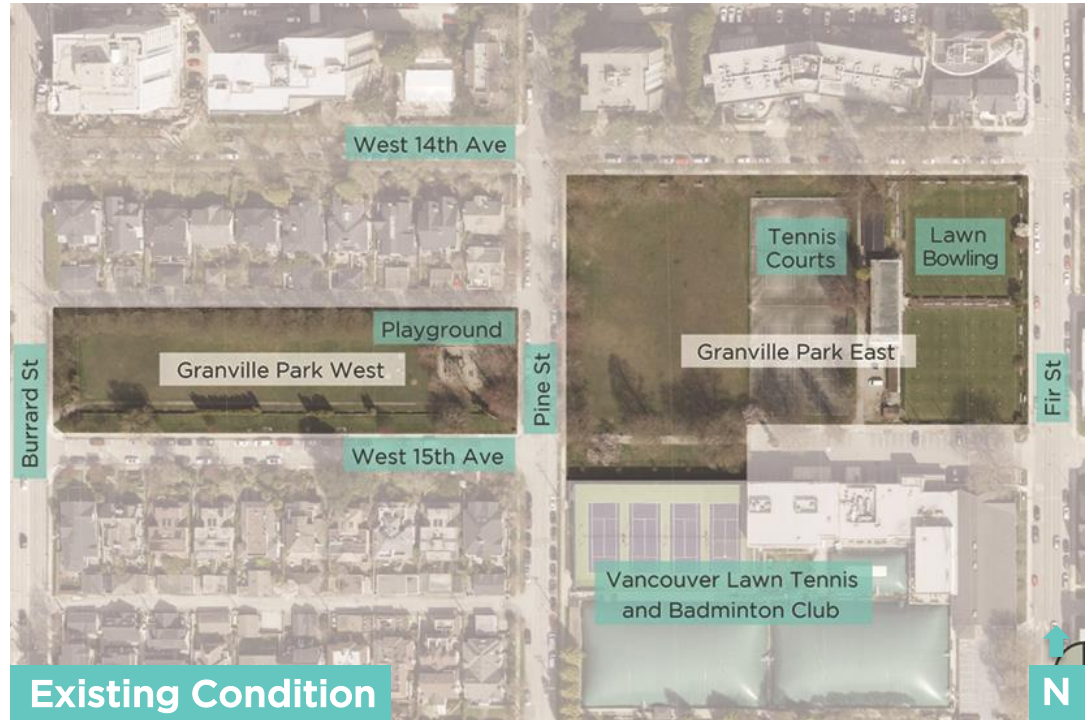 West 14th Ave
Tennis
Courts
Lawn
Bowling
Playground
Granville Park West
Granville Park East
Burrard St
Pine St
Fir St
West 15th Ave
Vancouver Lawn Tennis
and Badminton Club
Existing Condition
N